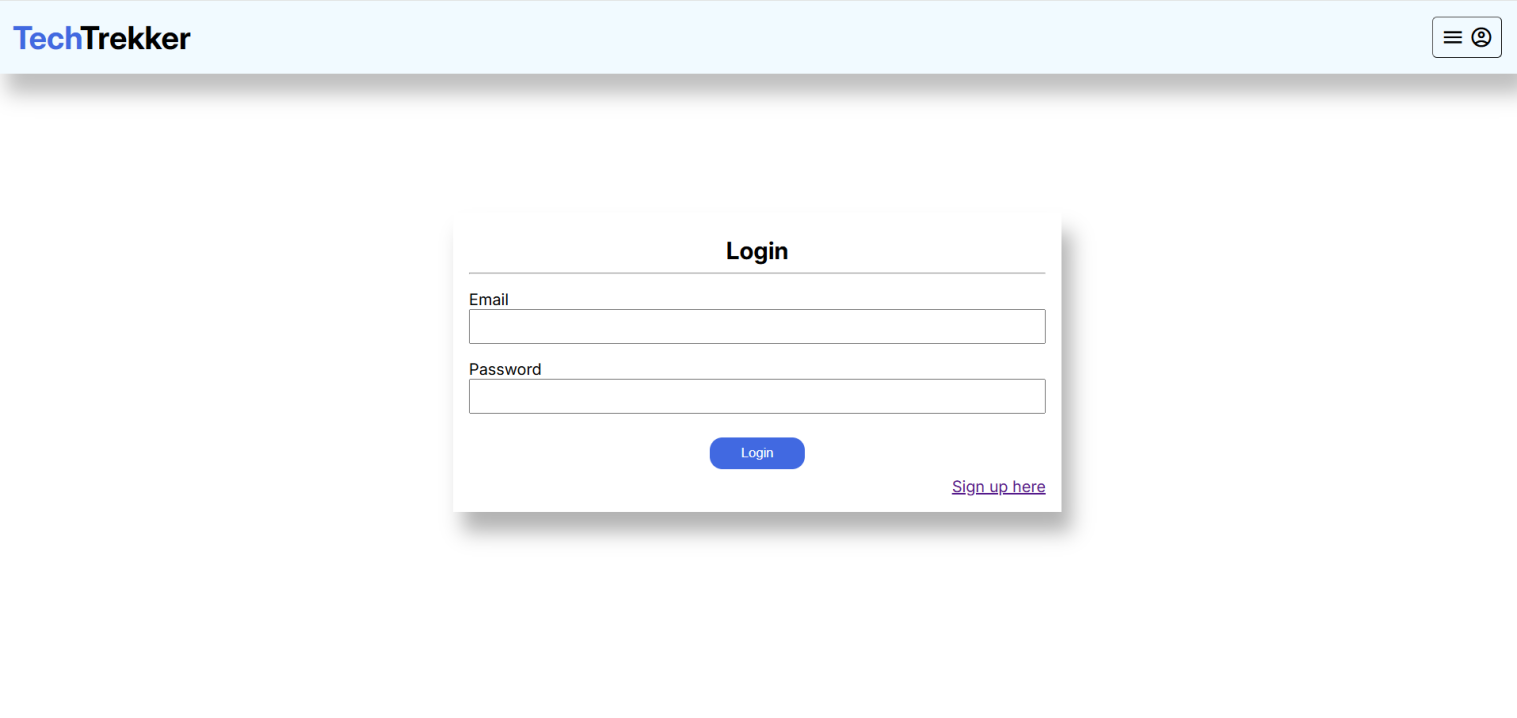 TechTrekker
Login
Email
Password
Login
Sign up here